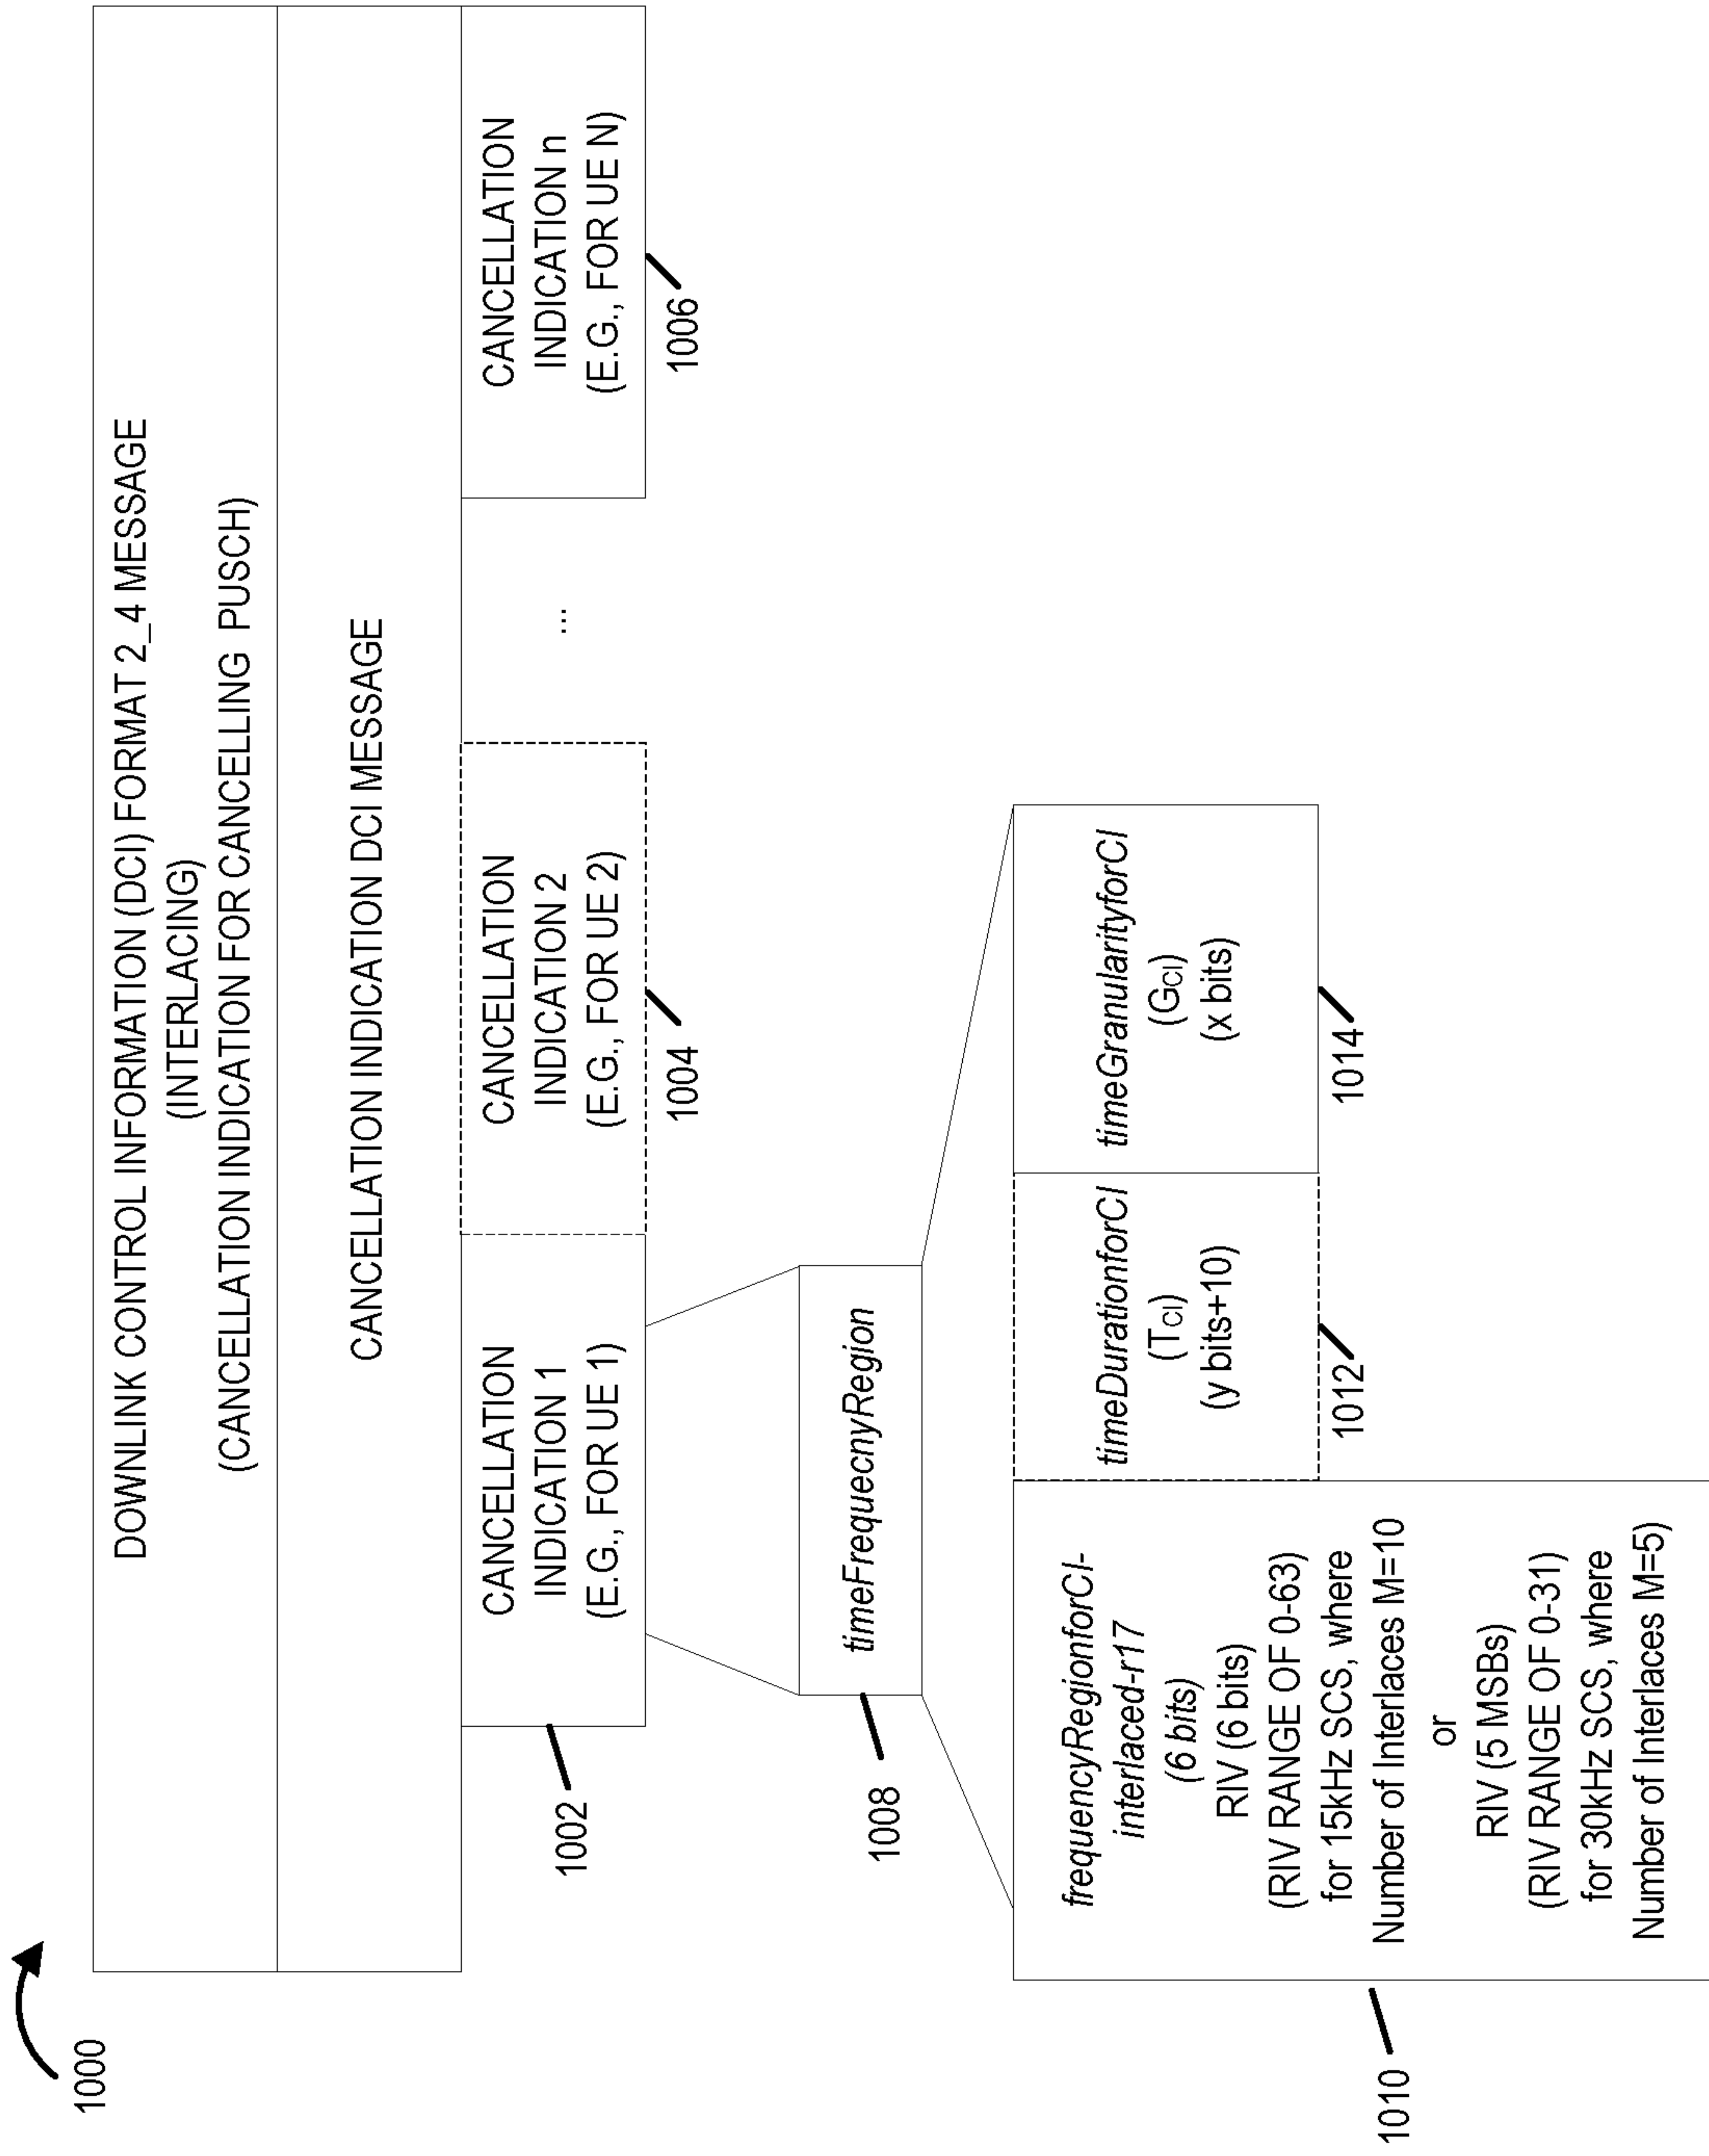 1000
DOWNLINK CONTROL INFORMATION (DCI) FORMAT 2_4 MESSAGE
(INTERLACING)
(CANCELLATION INDICATION FOR CANCELLING PUSCH)
CANCELLATION INDICATION DCI MESSAGE
CANCELLATION
INDICATION 1
(E.G., FOR UE 1)
1002
CANCELLATION
INDICATION 2
(E.G., FOR UE 2)
1004
...
CANCELLATION
INDICATION n
(E.G., FOR UE N)
1006
timeFrequecnyRegion
1008
frequencyRegionforCI-
interlaced-r17
(6 bits)
RIV (6 bits)
(RIV RANGE OF 0-63)
for 15kHz SCS, where
Number of Interlaces M=10
or
RIV (5 MSBs)
(RIV RANGE OF 0-31)
for 30kHz SCS, where
Number of Interlaces M=5)
1010
timeDurationforCI
(TCI)
(y bits+10)
1012
timeGranularityforCI
(GCI)
(x bits)
1014